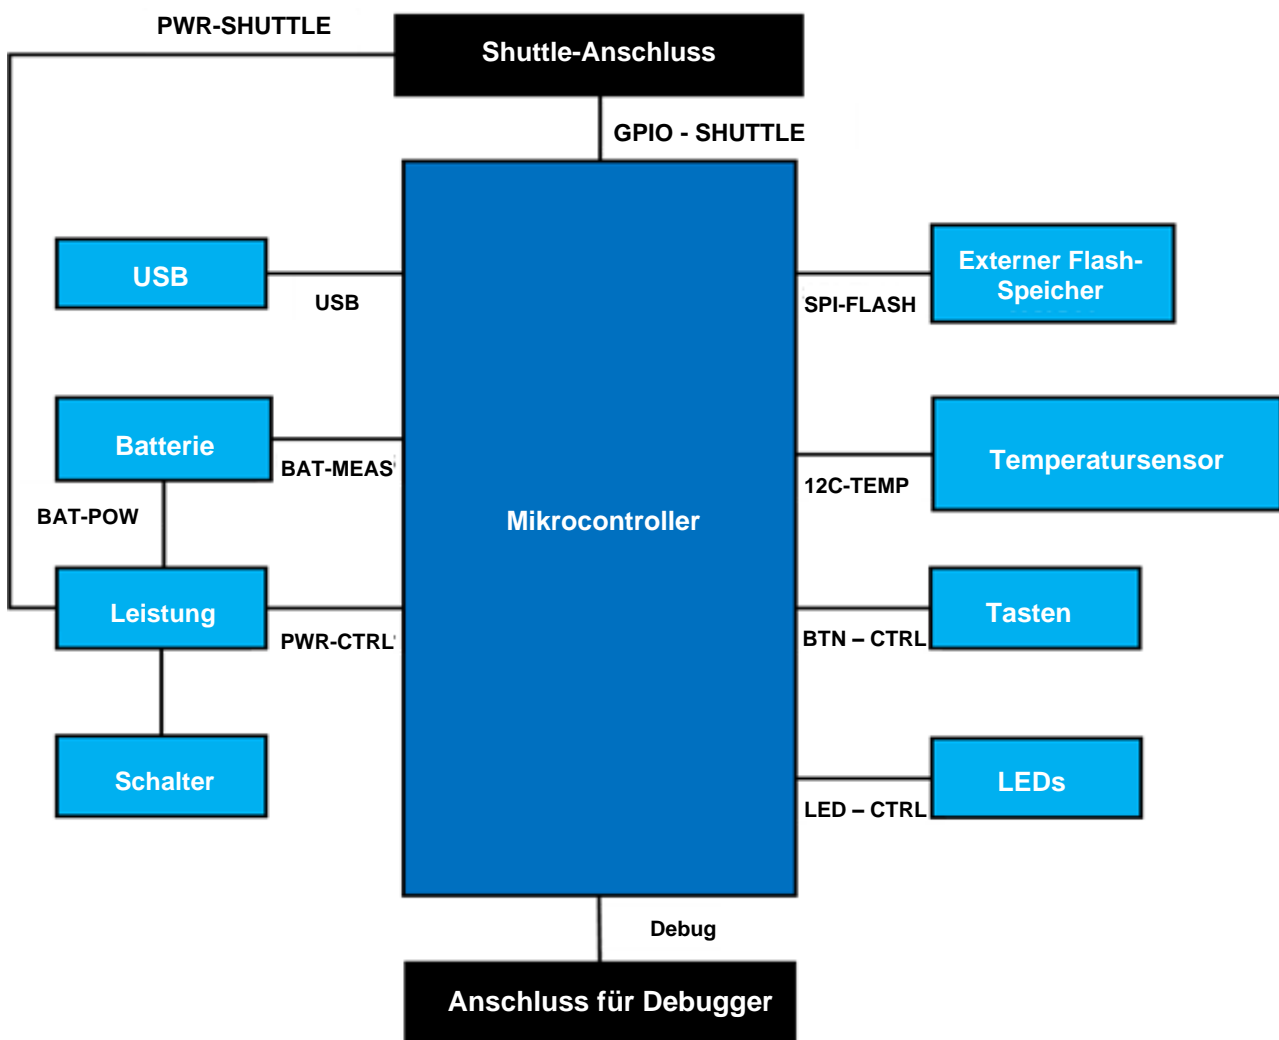 PWR-SHUTTLE
Shuttle-Anschluss
GPIO - SHUTTLE
USB
USB
Externer Flash-
Speicher
SPI-FLASH
Batterie
BAT-MEAS
Temperatursensor
12C-TEMP
BAT-POW
Mikrocontroller
Leistung
PWR-CTRL
Tasten
BTN – CTRL
Schalter
LEDs
LED – CTRL
Debug
Anschluss für Debugger